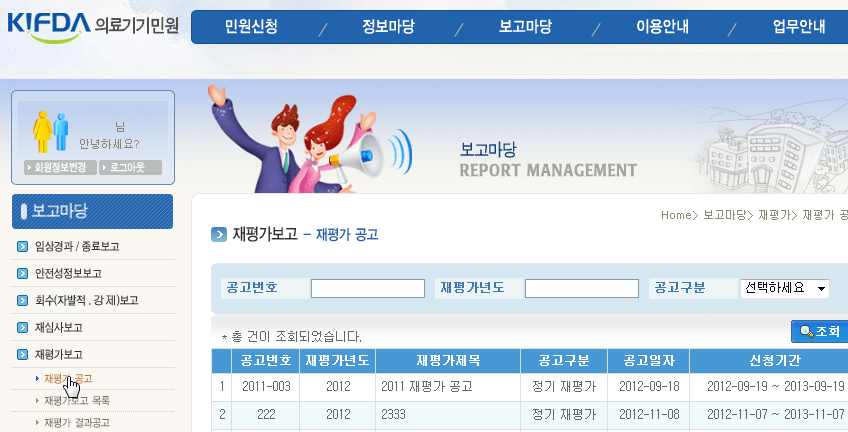 KIFDA 의료기기민원
민원신청 / 정보마당 / 보고마당 / 이용안내 / 업무안내
님
안녕하세요?
회원정보변경 로그아웃
보고마당
REPORT MANAGEMENT
보고마당
임상경과 / 종료보고
안전성정보보고
회수(자발적 . 강제)보고
재심사보고
재평가보고
재평가 공고
재평가보고 목록
재평가 결과공고
Home> 보고마당> 재평가> 재평가 공
재평가보고 - 재평가 공고
공고번호 재평가년도 공고구분 선택하세요
* 총 건이 조회되었습니다.
조회
공고번호 재평가년도 재평가제목 공고구분 공고일자 신청기간
1 2011-003 2012 2011 재평가 공고 정기 재평가 2012-09-18 2012-09-19 ~ 2013-09-19
2 222 2012 2333 정기 재평가 2012-11-08 2012-11-07 ~ 2013-11-07